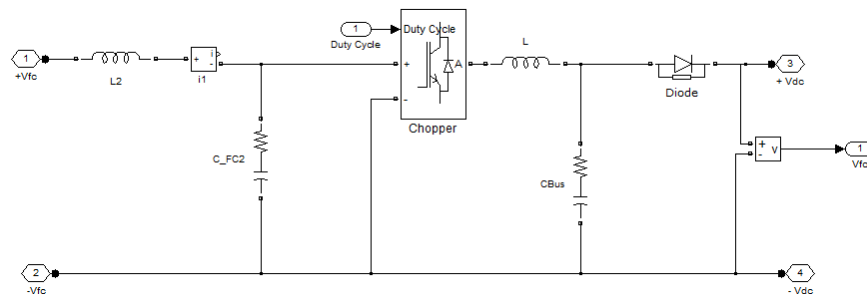 1
+Vfc
L2
+ i -
i1
C_FC2
1
Duty Cycle
Duty Cycle
+
-
A
Chopper
L
CBus
Diode
3
+ Vdc
+
-
v
1
Vfc
2
-Vfc
4
- Vdc